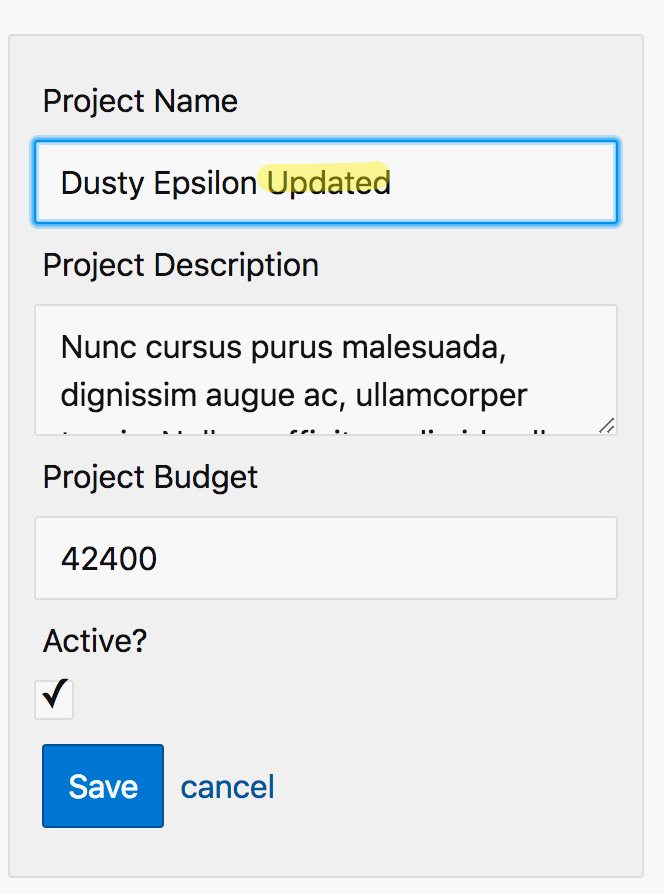 Project Name
Dusty Epsilon Updated
Project Description
Nunc cursus purus malesuada,
dignissim augue ac, ullamcorper
Project Budget
42400
Active?
Save cancel